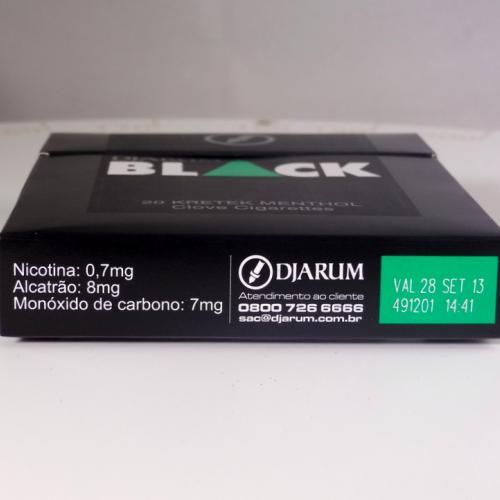 BLACK
20 KRETEK MENTHOL
Clove Cigarettes
Nicotina: 0,7mg
Alcatrão: 8mg
Monóxido de carbono: 7mg
DJARUM
Atendimento ao cliente
0800 726 6666
sac@djarum.com.br
VAL 28 SET 13
491201 14:41